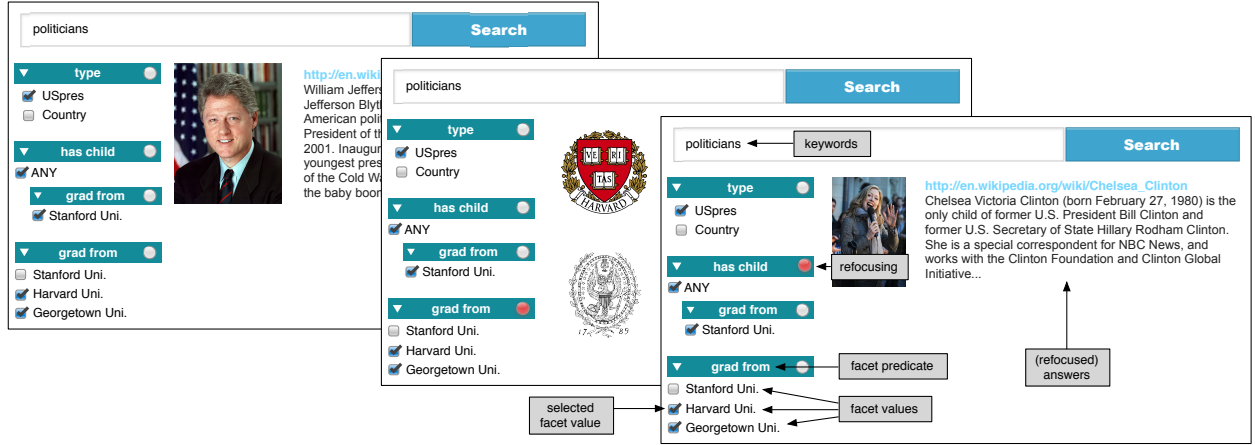 politicians
Search
type
USpres
Country
has child
ANY
grad from
Stanford Uni.
grad from
Stanford Uni.
Harvard Uni.
Georgetown Uni.
http://en.wiki
William Jeffers
Jefferson Blyt
American polit
President of th
2001. Inaugur
youngest pres
of the Cold Wa
the baby boon
politicians
Search
type
USpres
Country
has child
ANY
grad from
Stanford Uni.
grad from
Stanford Uni.
Harvard Uni.
Georgetown Uni.
VE RI
TAS
HARVARD
17 89
politicians
keywords
Search
type
USpres
Country
has child
refocusing
ANY
grad from
Stanford Uni.
grad from
facet predicate
Stanford Uni.
Harvard Uni.
Georgetown Uni.
facet values
selected
facet value
http://en.wikipedia.org/wiki/Chelsea_Clinton
Chelsea Victoria Clinton (born February 27, 1980) is the
only child of former U.S. President Bill Clinton and
former U.S. Secretary of State Hillary Rodham Clinton.
She is a special correspondent for NBC News, and
works with the Clinton Foundation and Clinton Global
Initiative...
(refocused)
answers